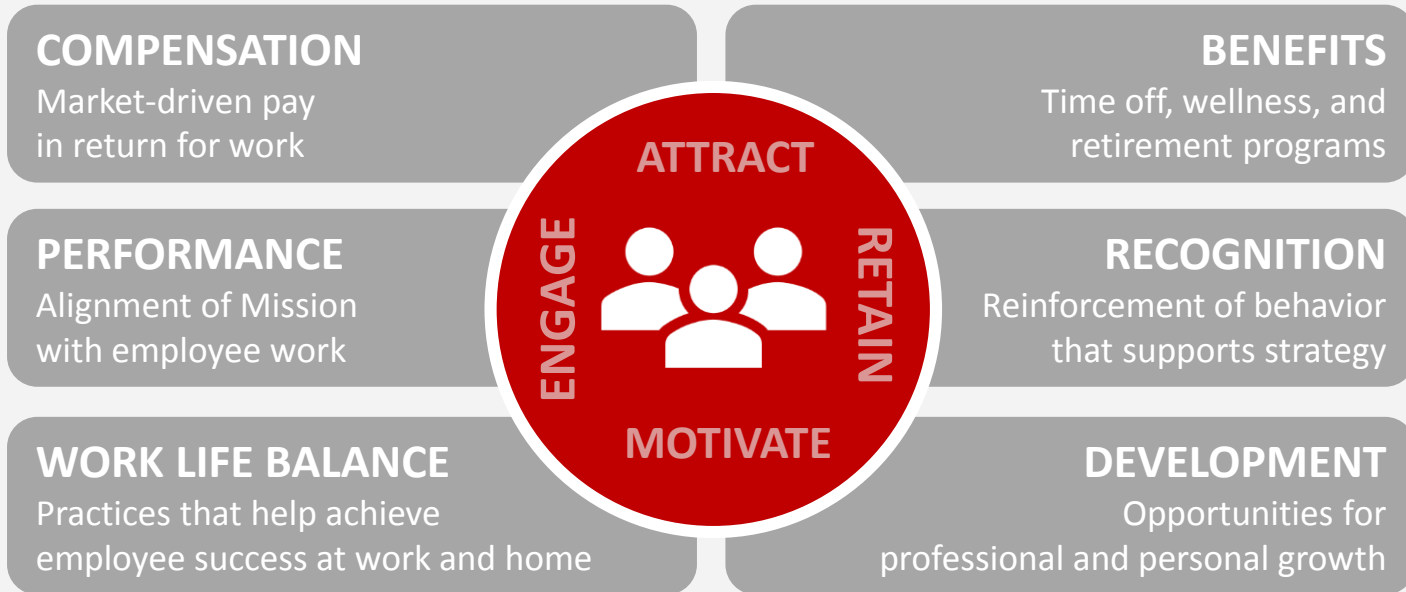 COMPENSATION
Market-driven pay
in return for work
BENEFITS
Time off, wellness, and
retirement programs
ATTRACT
ENGAGE
RETAIN
MOTIVATE
PERFORMANCE
Alignment of Mission
with employee work
RECOGNITION
Reinforcement of behavior
that supports strategy
WORK LIFE BALANCE
Practices that help achieve
employee success at work and home
DEVELOPMENT
Opportunities for
professional and personal growth